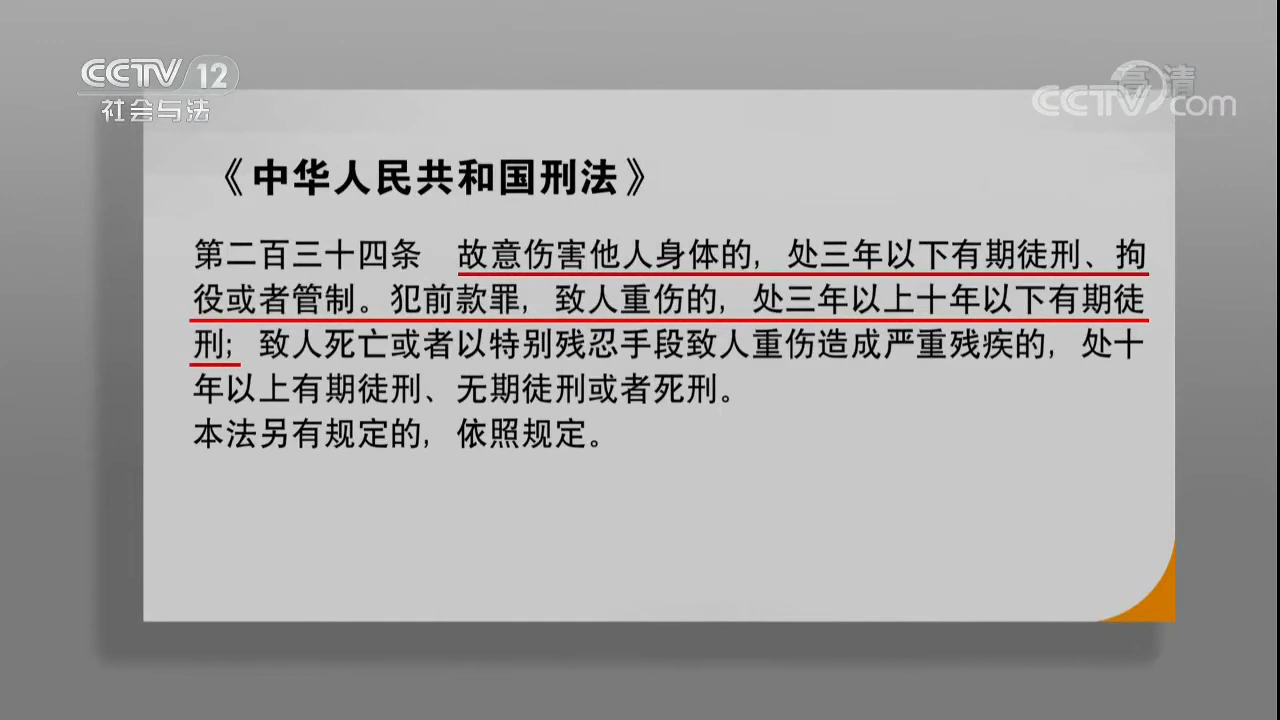 CCTV 12
社会与法
高清
CCTV.com
《中华人民共和国刑法》
第二百三十四条 故意伤害他人身体的，处三年以下有期徒刑、拘
役或者管制。犯前款罪，致人重伤的，处三年以上十年以下有期徒
刑；致人死亡或者以特别残忍手段致人重伤造成严重残疾的，处十
年以上有期徒刑、无期徒刑或者死刑。
本法另有规定的，依照规定。